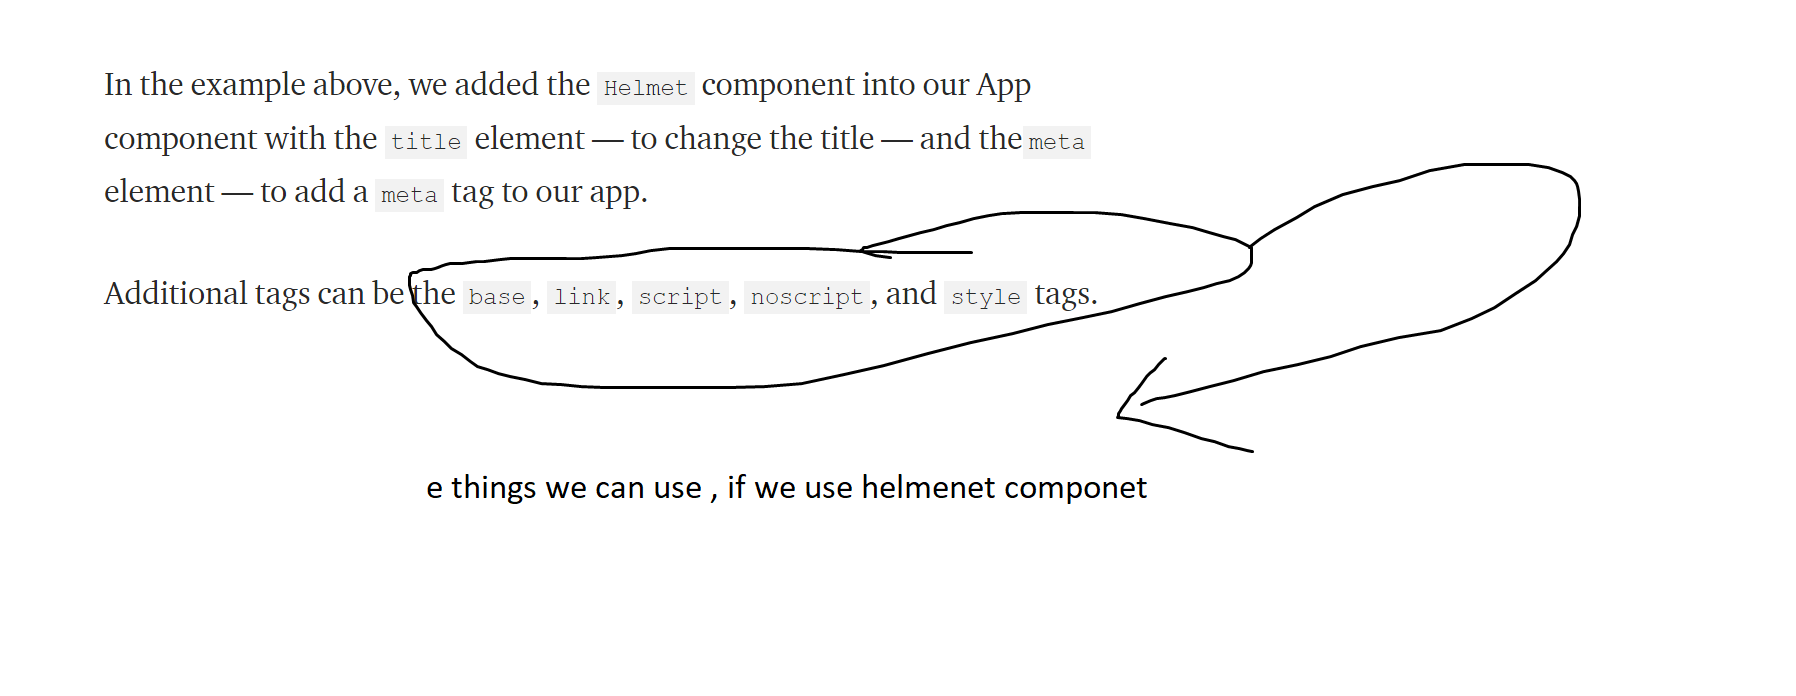 In the example above, we added the Helmet component into our App
component with the title element — to change the title — and the meta
element — to add a meta tag to our app.
Additional tags can be the base, link, script, noscript, and style tags.
e things we can use , if we use helmenet componet